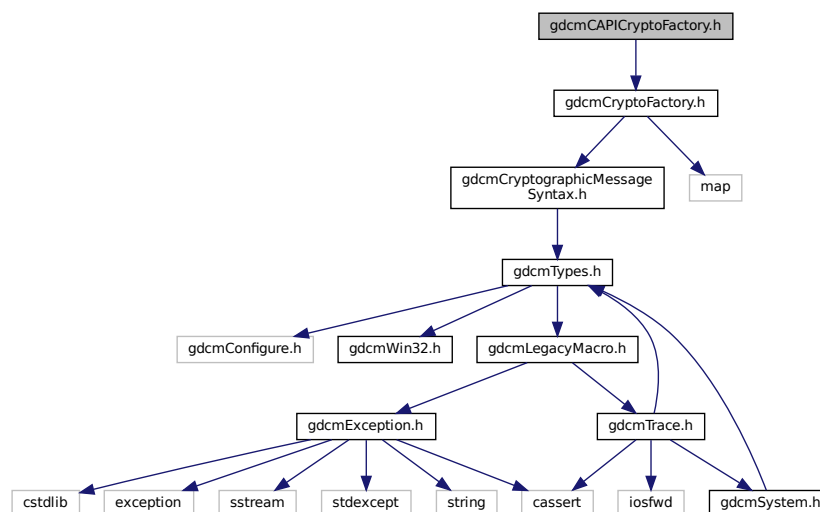 gdcmCAPICryptoFactory.h
gdcmCryptoFactory.h
gdcmCryptographicMessage
Syntax.h
map
gdcmTypes.h
gdcmConfigure.h
gdcmWin32.h
gdcmLegacyMacro.h
gdcmException.h
gdcmTrace.h
cstdlib
exception
sstream
stdexcept
string
cassert
iosfwd
gdcmSystem.h